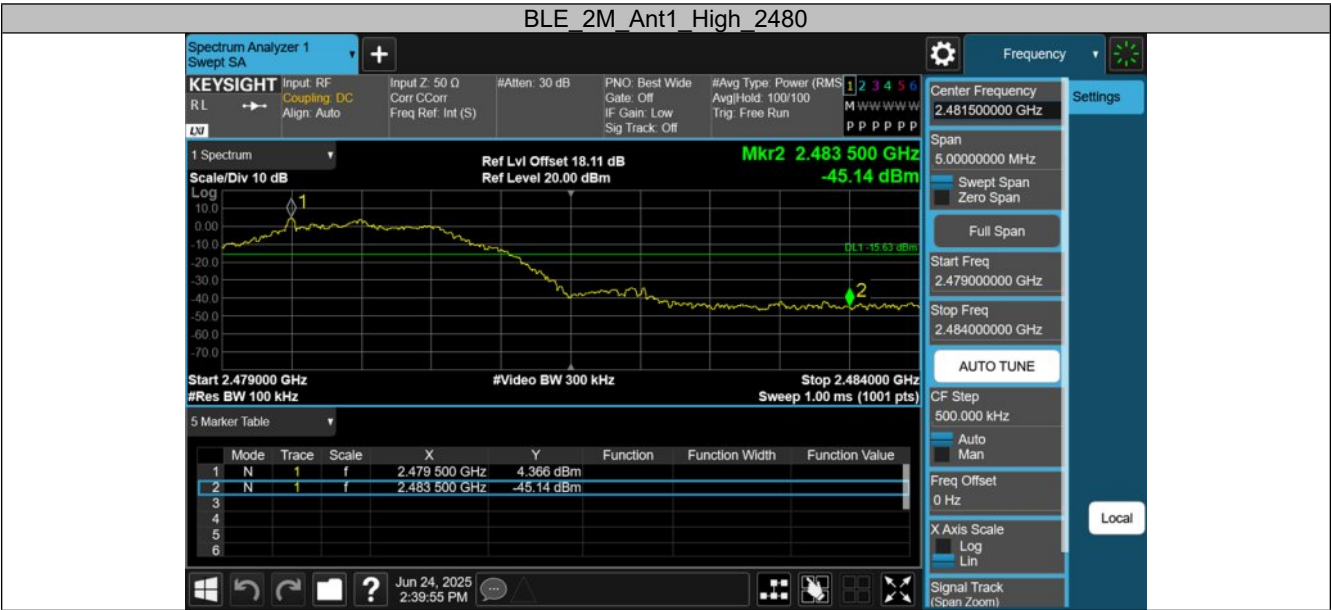 BLE_2M_Ant1_High_2480
Spectrum Analyzer 1
Swept SA
+
Frequency
KEYSIGHT
RL
LXI
Input: RF
Coupling: DC
Align: Auto
Input Z: 50 Ω
Corr CCorr
Freq Ref: Int (S)
#Atten: 30 dB
PNO: Best Wide
Gate: Off
IF Gain: Low
Sig Track: Off
#Avg Type: Power (RMS
Avg|Hold: 100/100
Trig: Free Run
1 2 3 4 5 6
M W W W W W
P P P P P P
Center Frequency
2.481500000 GHz
Settings
Span
5.00000000 MHz
Swept Span
Zero Span
Full Span
Start Freq
2.479000000 GHz
Stop Freq
2.484000000 GHz
AUTO TUNE
CF Step
500.000 kHz
Auto
Man
Freq Offset
0 Hz
X Axis Scale
Log
Lin
Signal Track
(Span Zoom)
Local
1 Spectrum
Scale/Div 10 dB
Ref Lvl Offset 18.11 dB
Ref Level 20.00 dBm
Mkr2 2.483 500 GHz
-45.14 dBm
Log
10.0
0.00
-10.0
-20.0
-30.0
-40.0
-50.0
-60.0
-70.0
1
DL1 -15.63 dBm
2
Start 2.479000 GHz
#Res BW 100 kHz
#Video BW 300 kHz
Stop 2.484000 GHz
Sweep 1.00 ms (1001 pts)
5 Marker Table
Mode Trace Scale X Y Function Function Width Function Value
1 N 1 f 2.479 500 GHz 4.366 dBm
2 N 1 f 2.483 500 GHz -45.14 dBm
3
4
5
6
?
Jun 24, 2025
2:39:55 PM